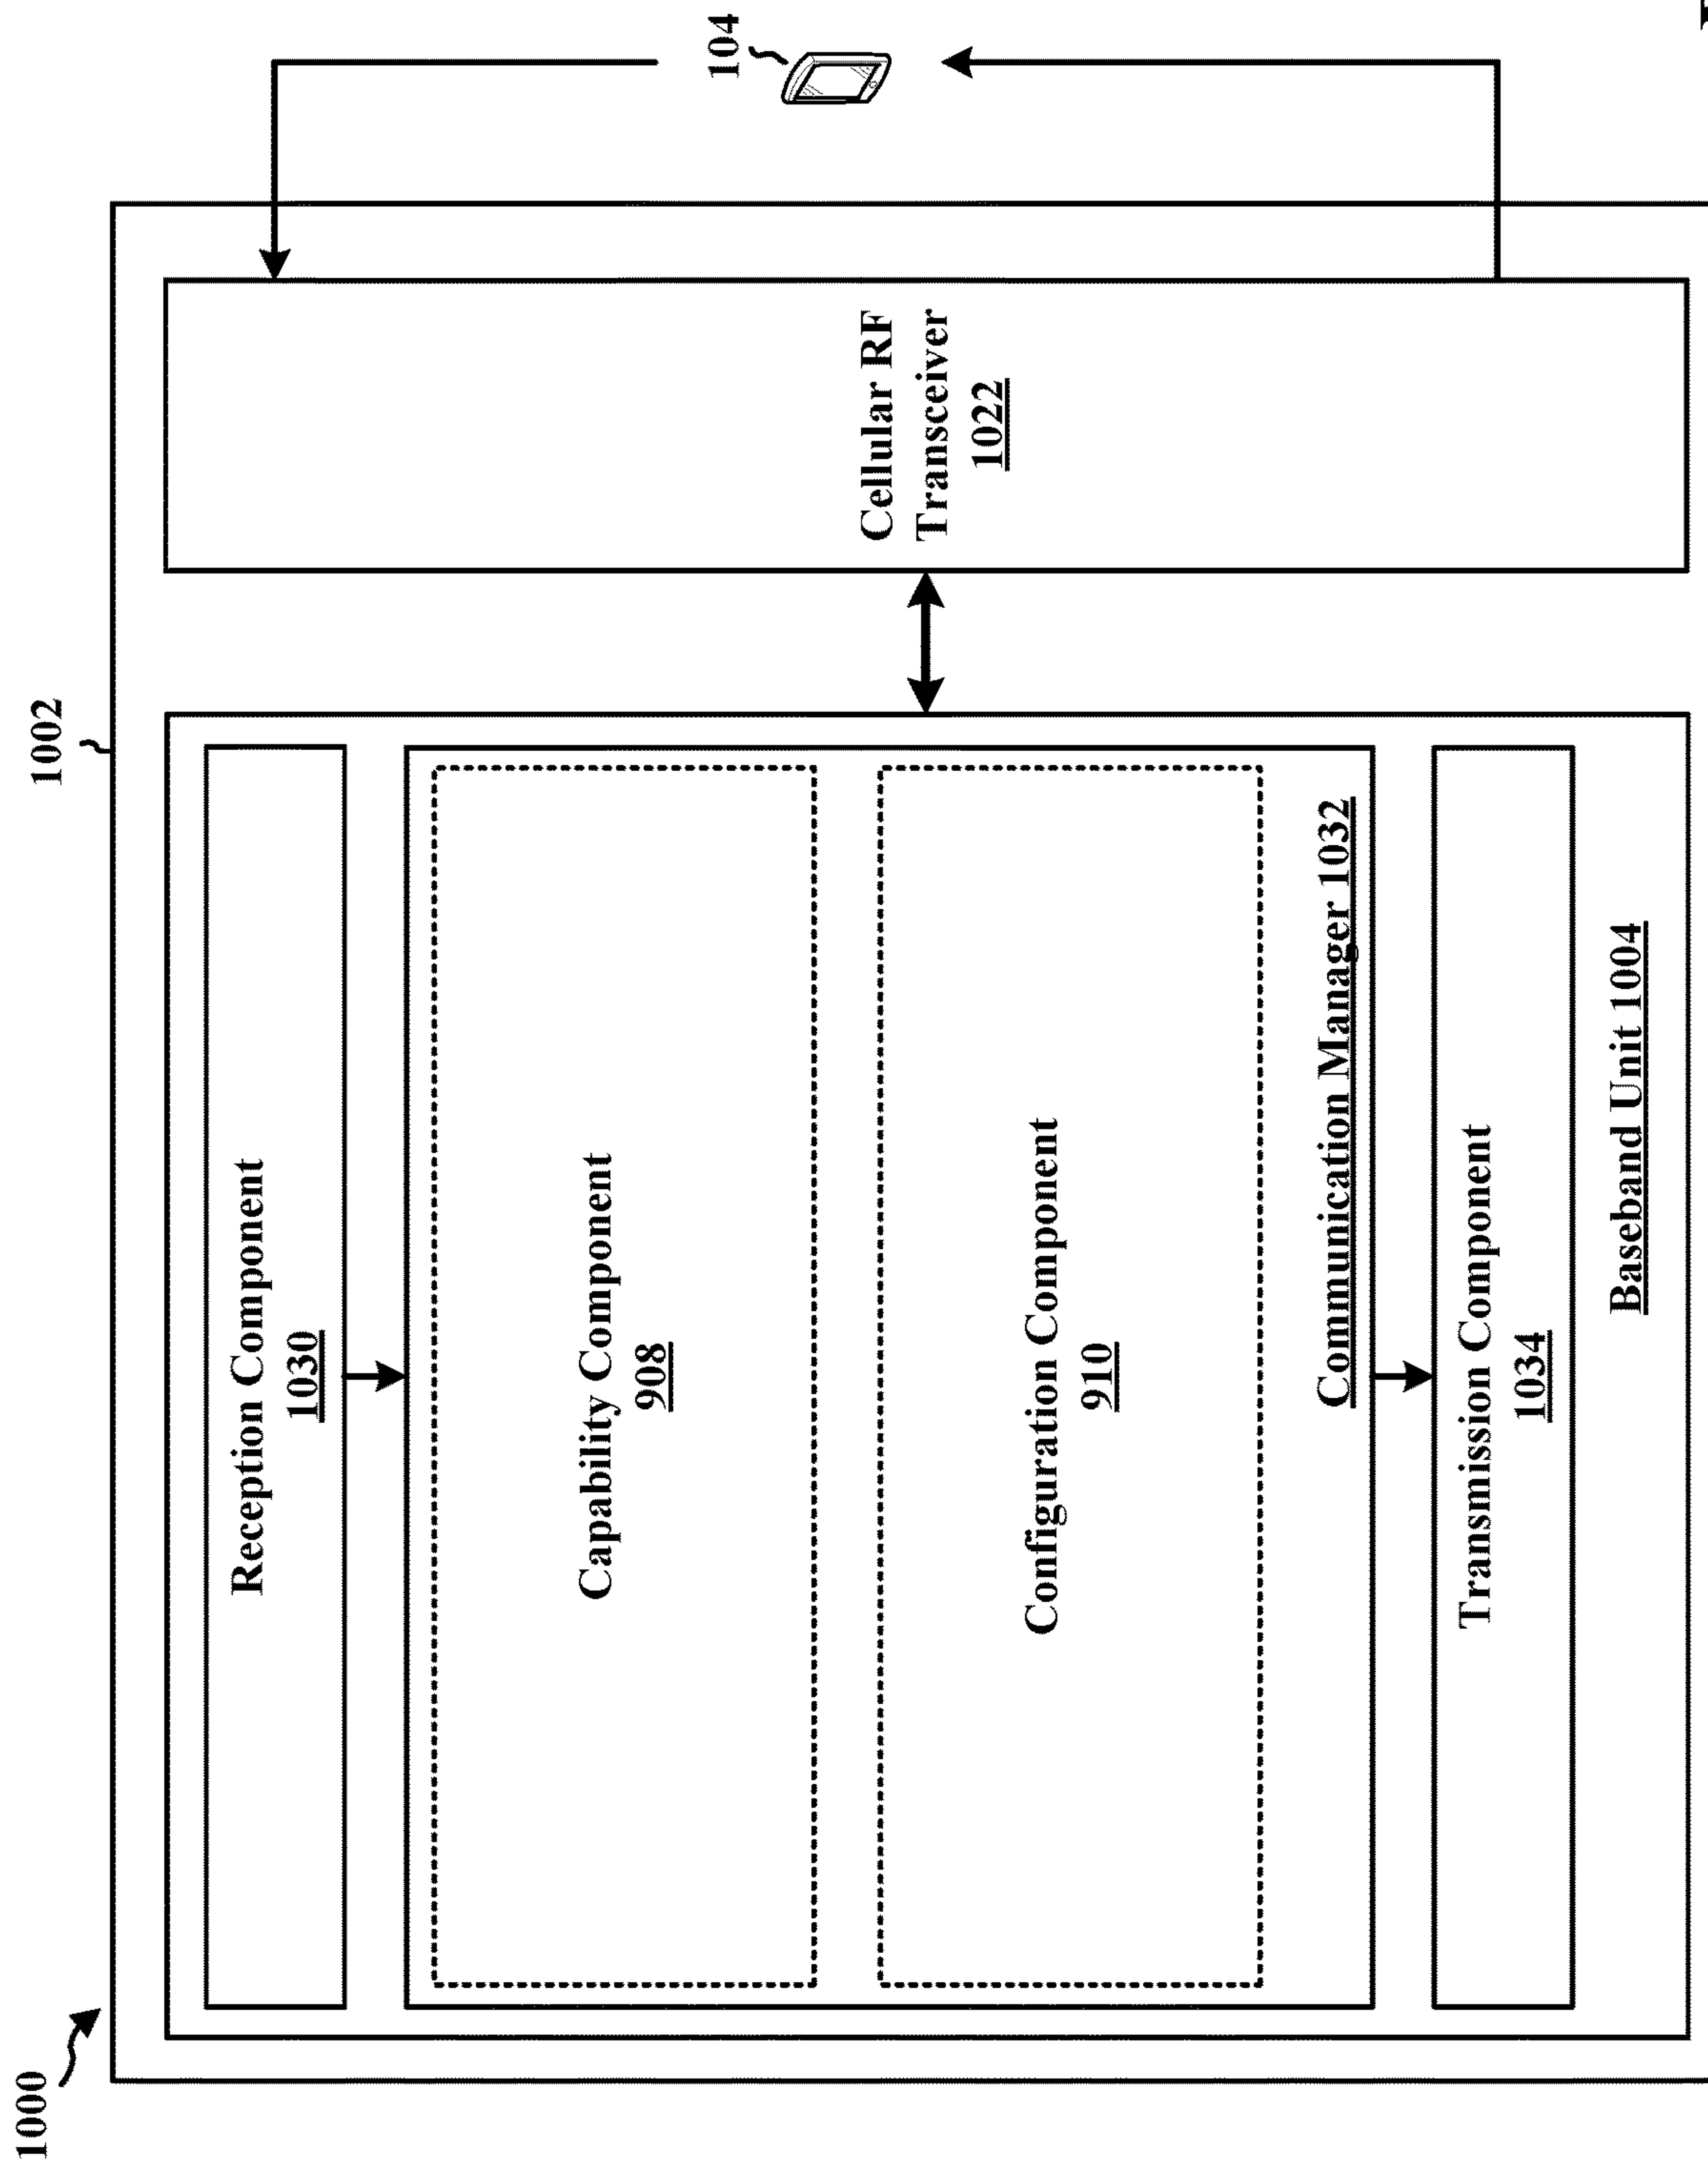 1000
1002
Reception Component
1030
Capability Component
908
Configuration Component
910
Communication Manager 1032
Transmission Component
1034
Baseband Unit 1004
Cellular RF
Transceiver
1022
104